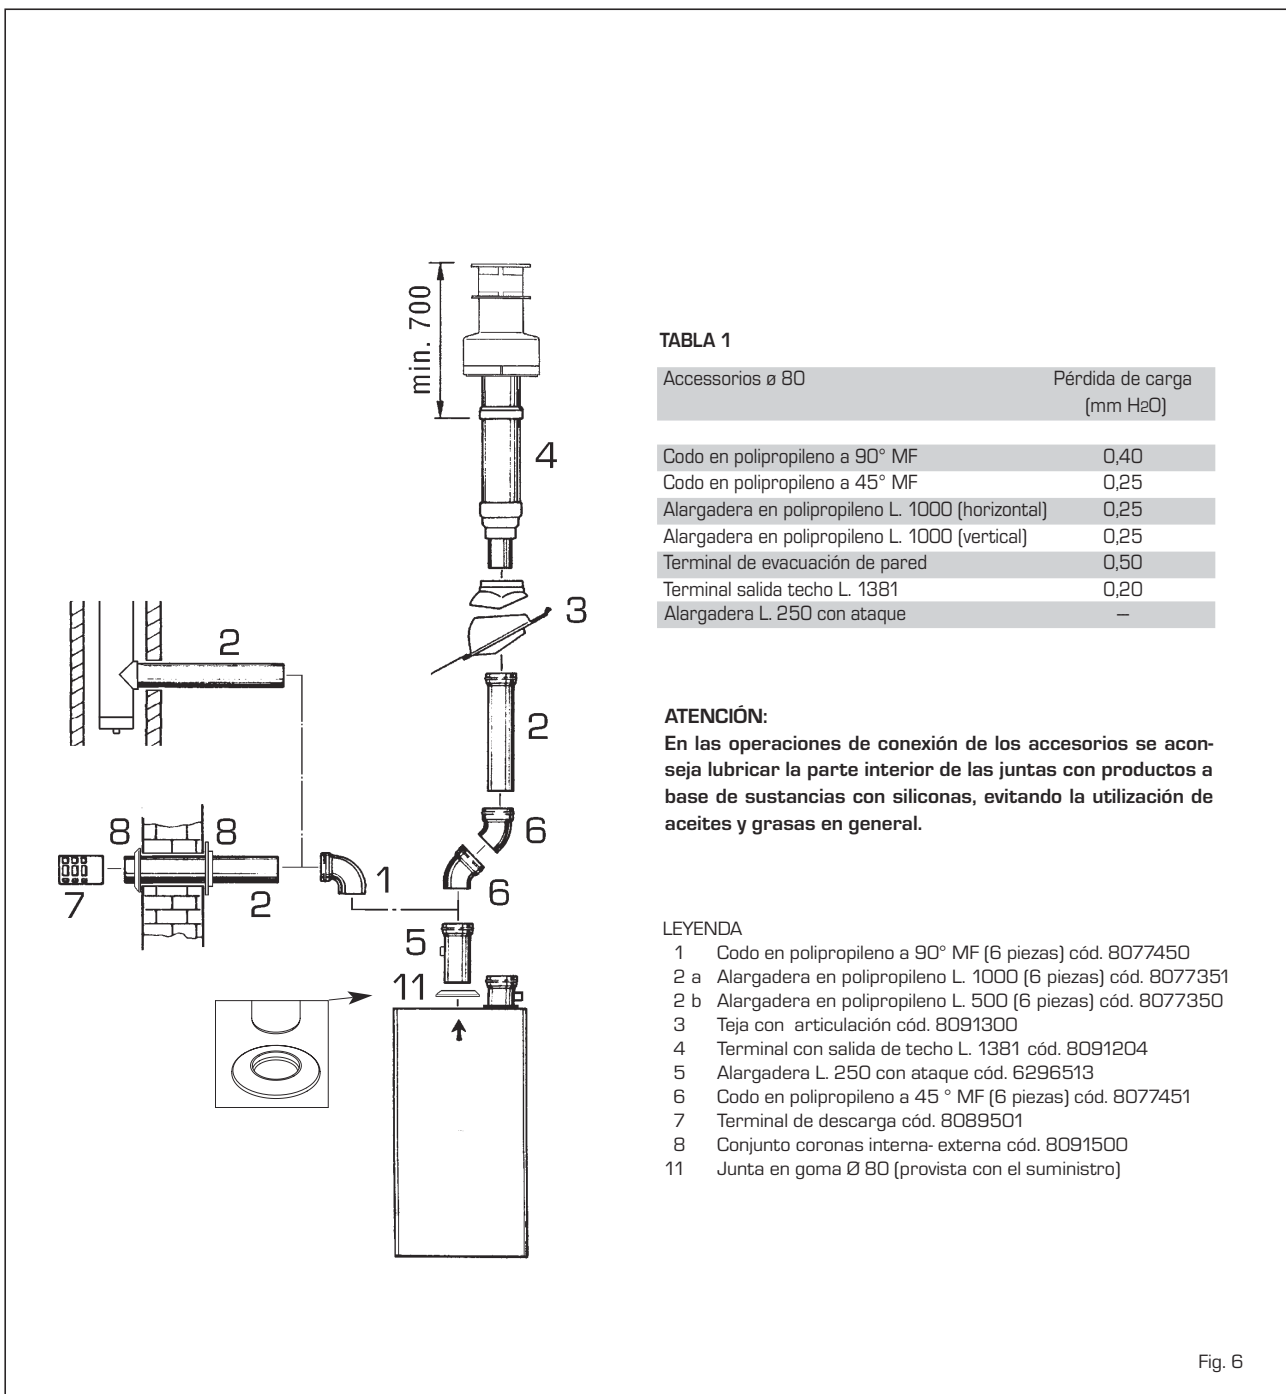 min. 700
4
3
2
2
6
8
8
1
6
7
2
5
11
TABLA 1
Accessorios ø 80 Pérdida de carga
(mm H2O)
Codo en polipropileno a 90° MF 0,40
Codo en polipropileno a 45° MF 0,25
Alargadera en polipropileno L. 1000 (horizontal) 0,25
Alargadera en polipropileno L. 1000 (vertical) 0,25
Terminal de evacuación de pared 0,50
Terminal salida techo L. 1381 0,20
Alargadera L. 250 con ataque –
ATENCIÓN:
En las operaciones de conexión de los accesorios se acon-
seja lubricar la parte interior de las juntas con productos a
base de sustancias con siliconas, evitando la utilización de
aceites y grasas en general.
LEYENDA
1 Codo en polipropileno a 90° MF (6 piezas) cód. 8077450
2 a Alargadera en polipropileno L. 1000 (6 piezas) cód. 8077351
2 b Alargadera en polipropileno L. 500 (6 piezas) cód. 8077350
3 Teja con articulación cód. 8091300
4 Terminal con salida de techo L. 1381 cód. 8091204
5 Alargadera L. 250 con ataque cód. 6296513
6 Codo en polipropileno a 45 ° MF (6 piezas) cód. 8077451
7 Terminal de descarga cód. 8089501
8 Conjunto coronas interna- externa cód. 8091500
11 Junta en goma Ø 80 (provista con el suministro)
Fig. 6